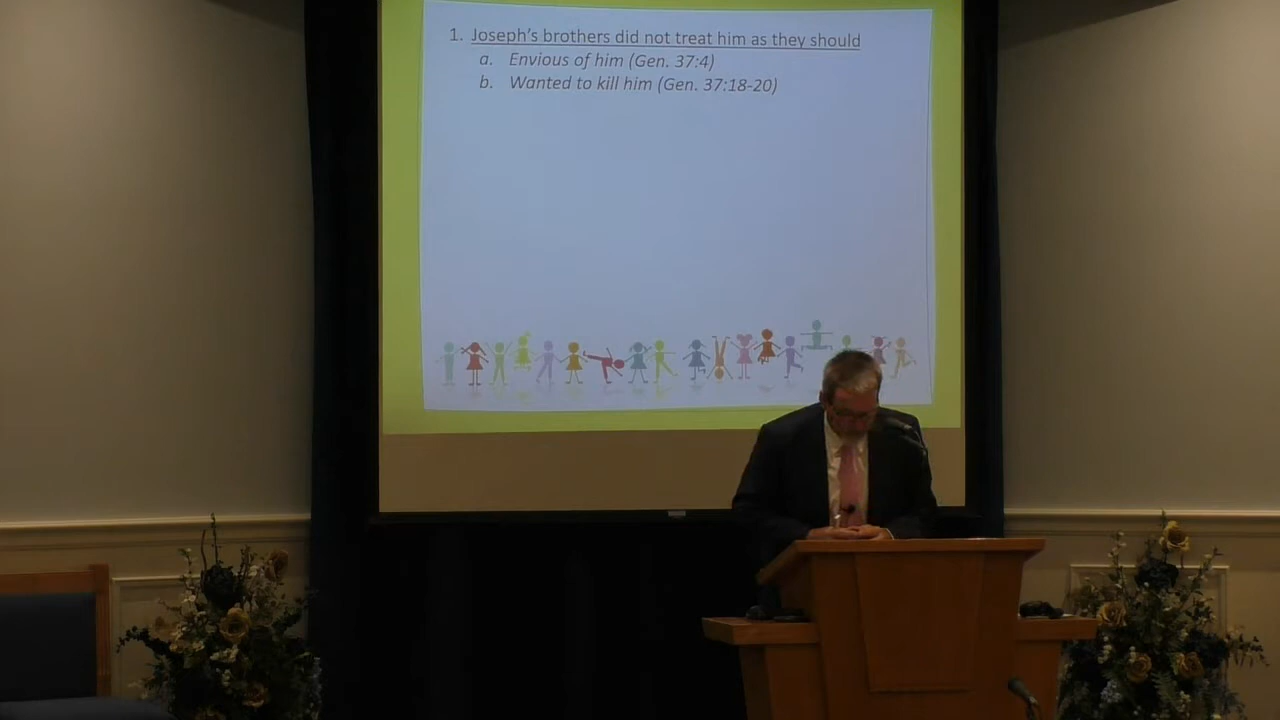 1. Joseph's brothers did not treat him as they should
a. Envious of him (Gen. 37:4)
b. Wanted to kill him (Gen. 37:18-20)